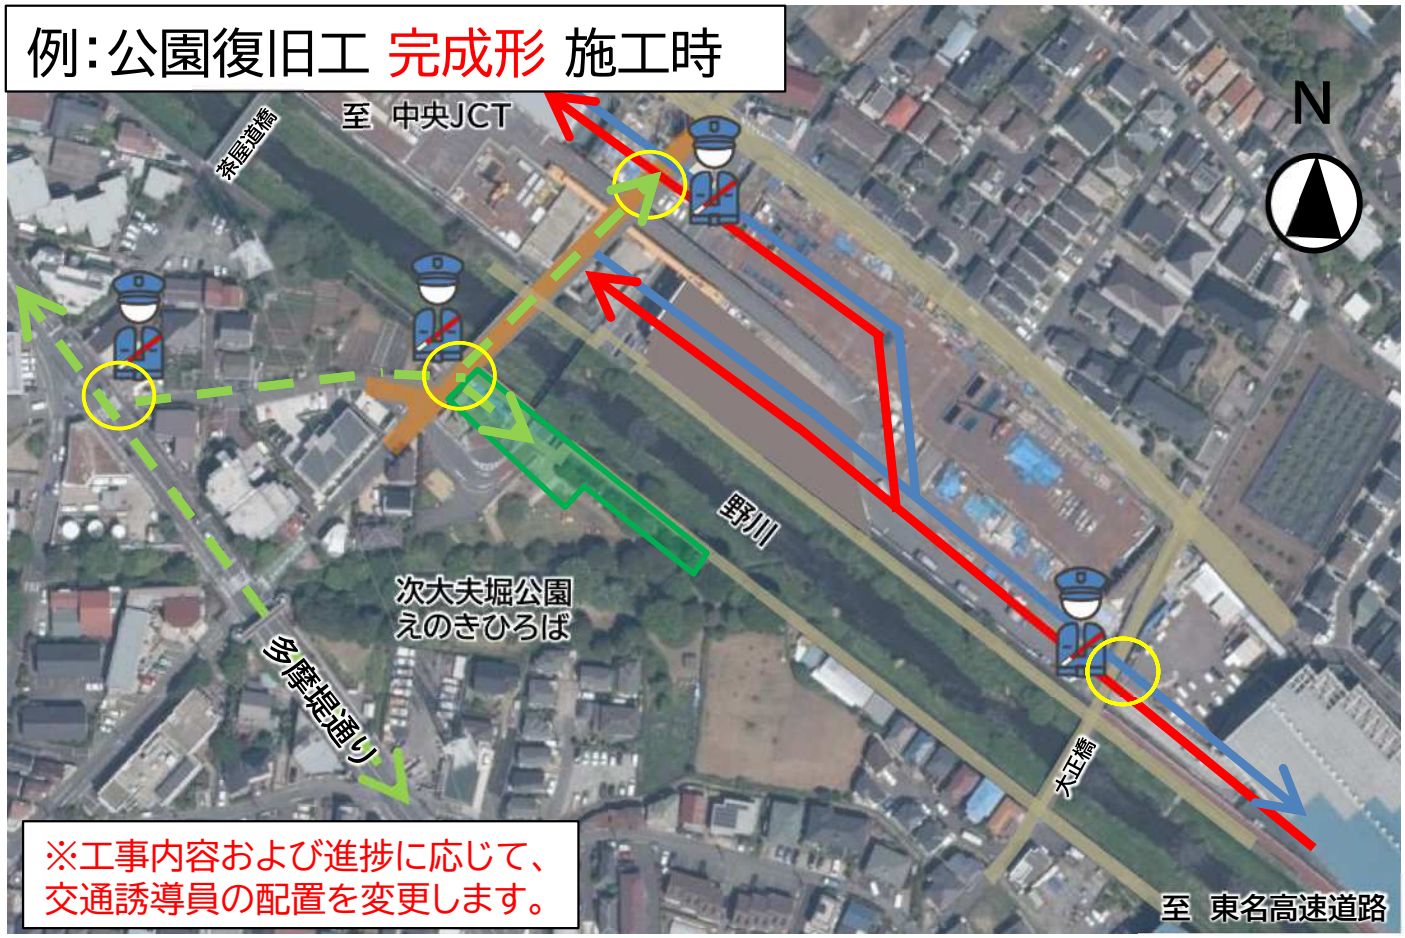 例：公園復旧工 完成形 施工時
至 中央JCT
茶屋道橋
N
野川
次大夫堀公園
えのきひろば
多摩堤通り
大正橋
※工事内容および進捗に応じて、
交通誘導員の配置を変更します。
至 東名高速道路